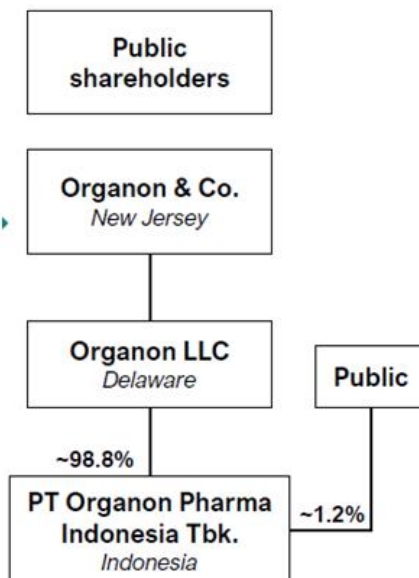 Public
shareholders
Organon & Co.
New Jersey
Organon LLC
Delaware
Public
~98.8%
PT Organon Pharma
Indonesia Tbk.
Indonesia
~1.2%